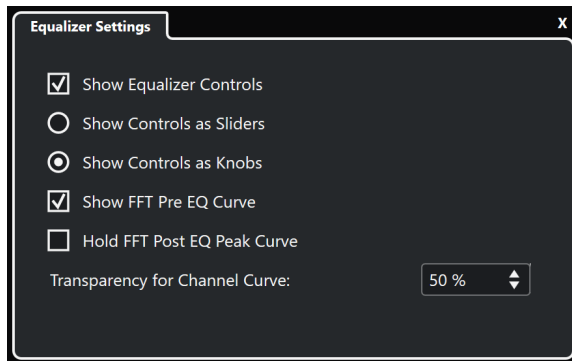 Equalizer Settings
X
Show Equalizer Controls
Show Controls as Sliders
Show Controls as Knobs
Show FFT Pre EQ Curve
Hold FFT Post EQ Peak Curve
Transparency for Channel Curve: 50 %